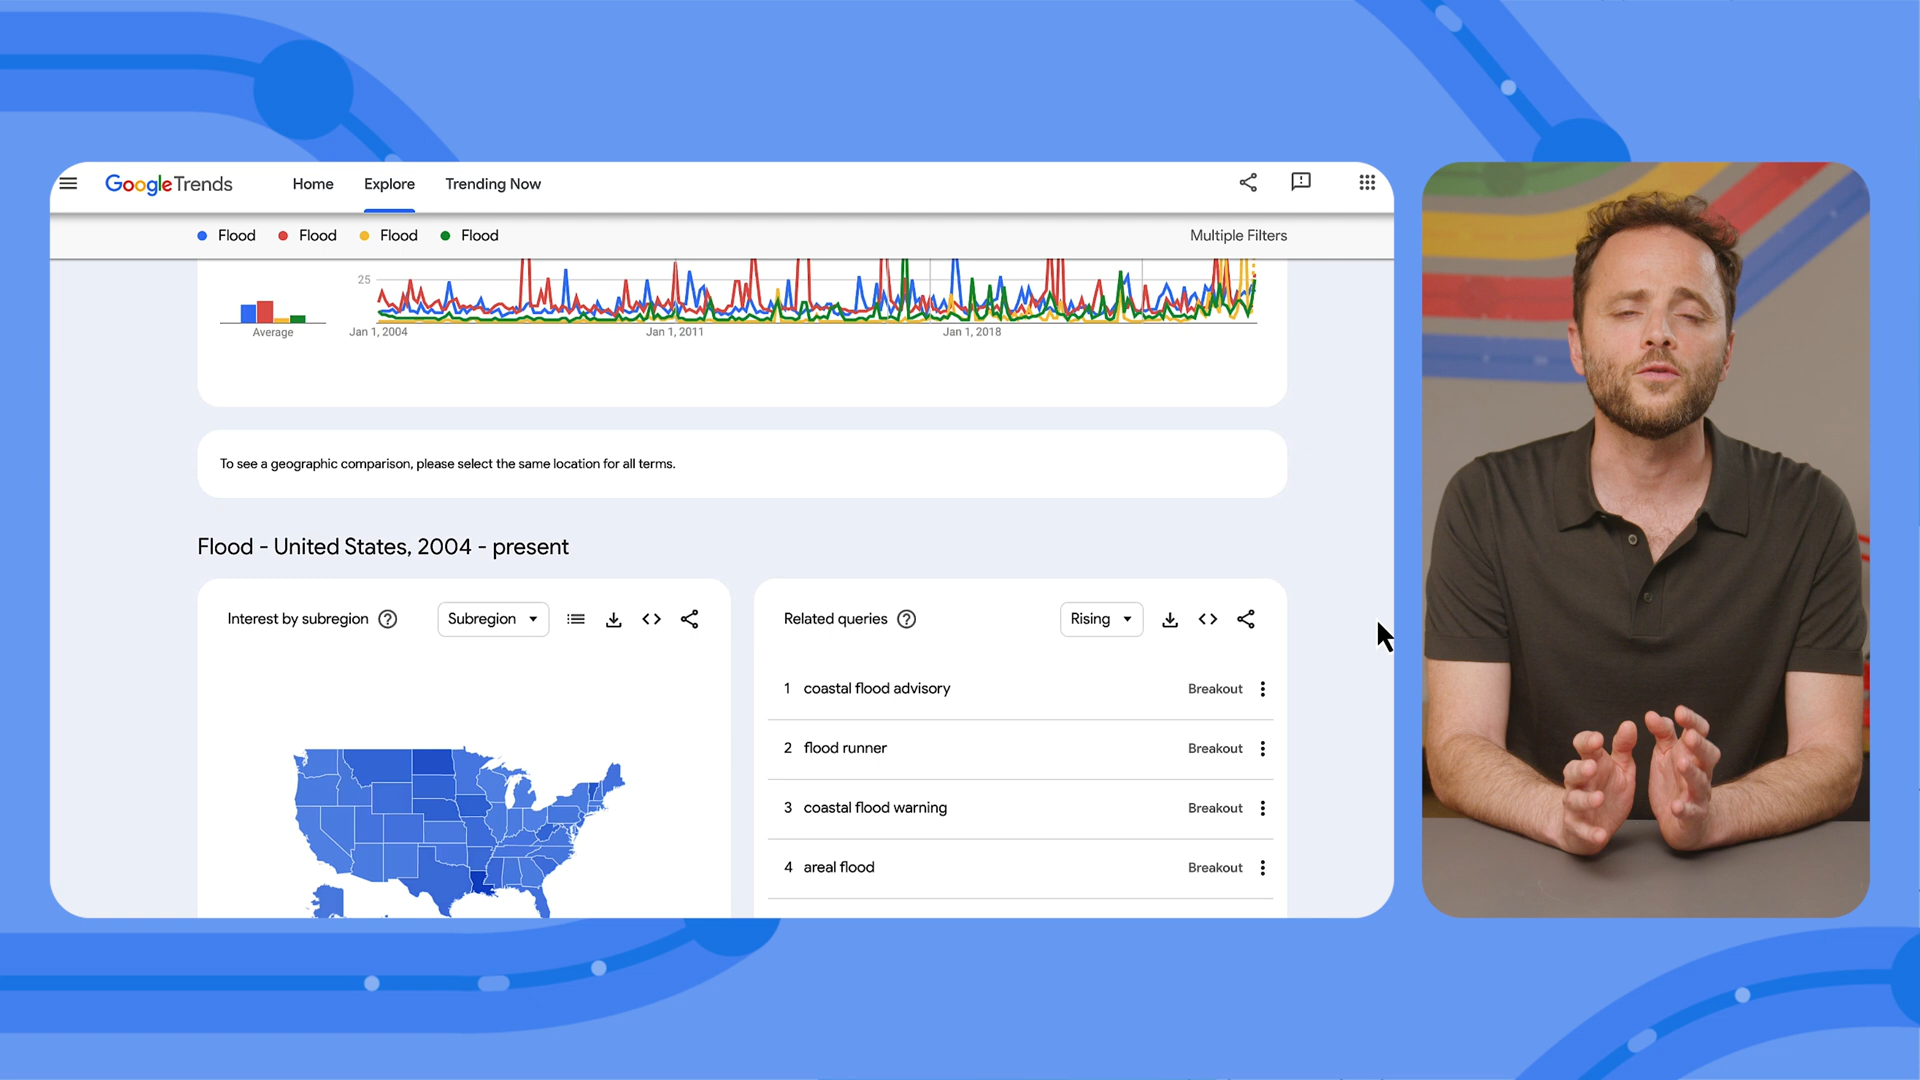 Google Trends
Home
Explore
Trending Now
Flood
Flood
Flood
Flood
Multiple Filters
25
Average
Jan 1, 2004
Jan 1, 2011
Jan 1, 2018
To see a geographic comparison, please select the same location for all terms.
Flood - United States, 2004 - present
Interest by subregion
Subregion
Related queries
Rising
1 coastal flood advisory Breakout
2 flood runner Breakout
3 coastal flood warning Breakout
4 areal flood Breakout